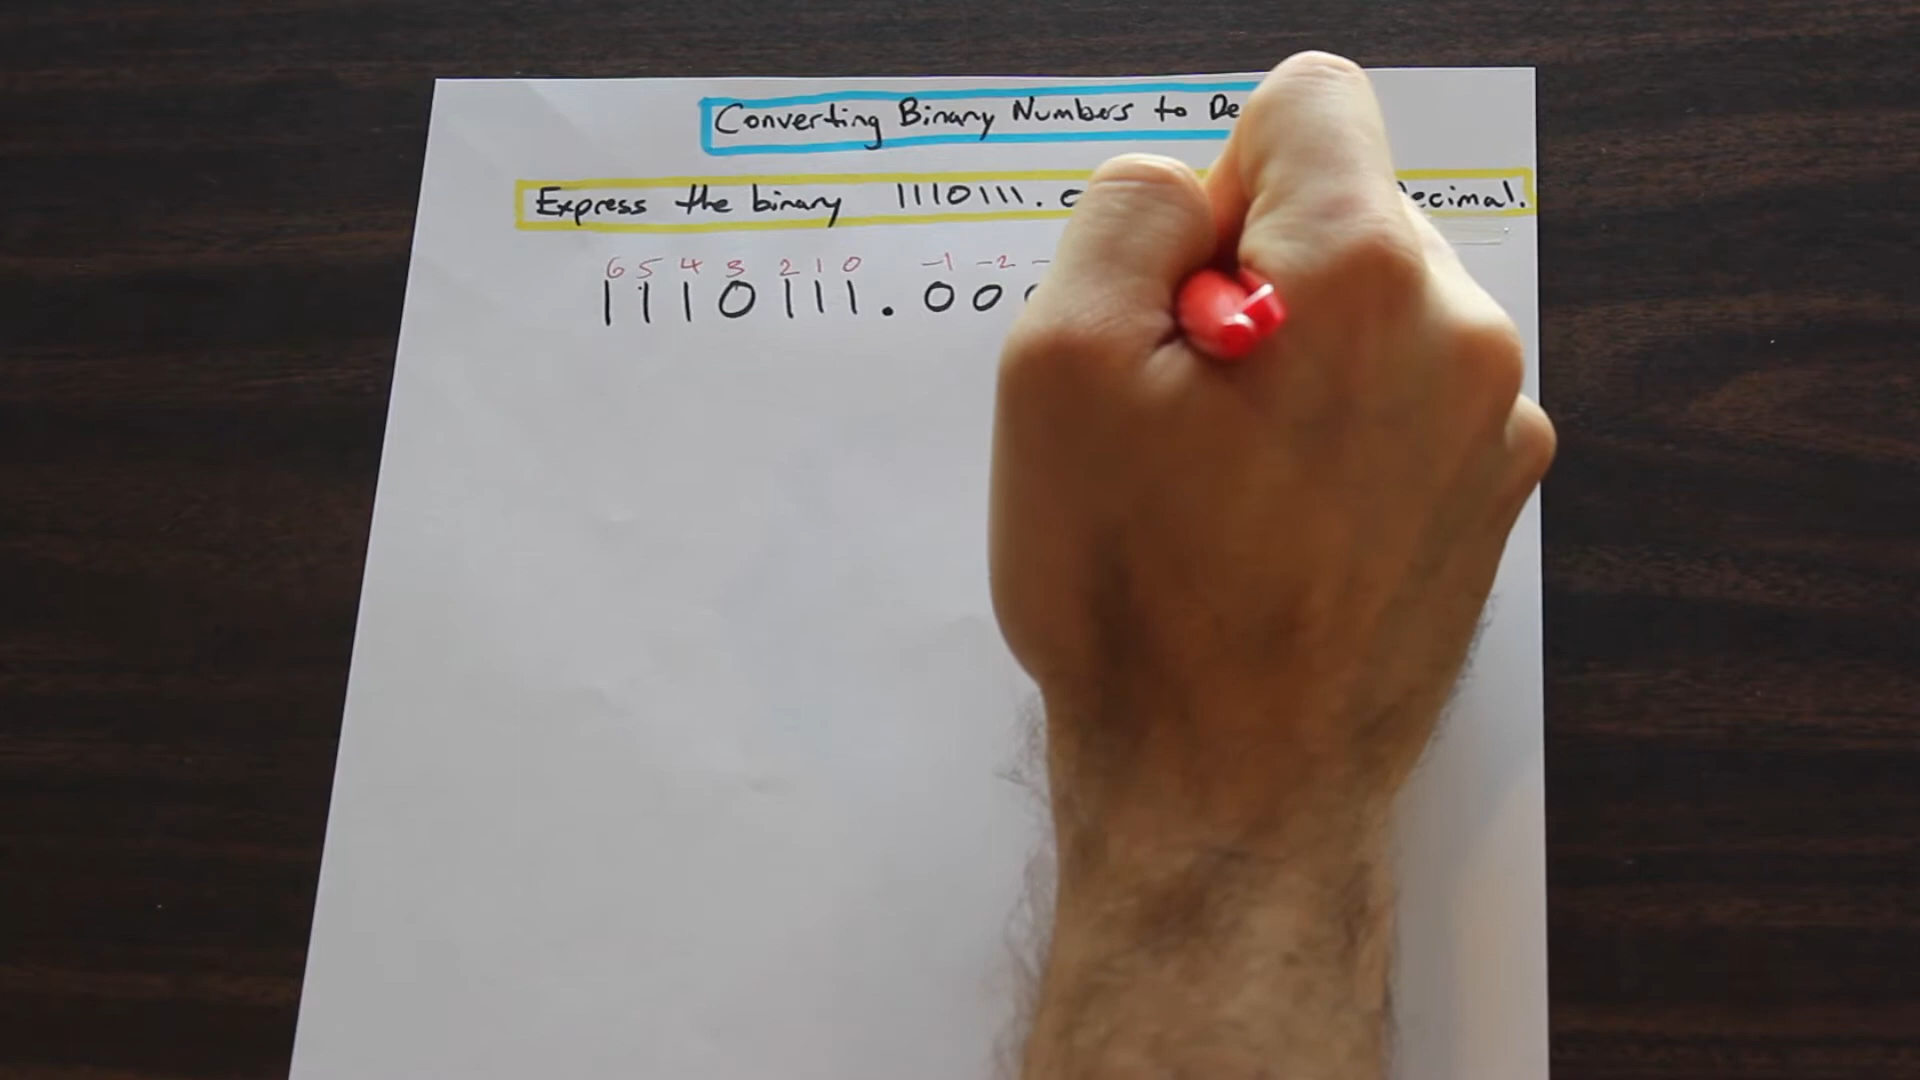 Converting Binary Numbers to De
Express the binary 1110111. decimal.
6 5 4 3 2 1 0 -1 -2 -
1110111.00